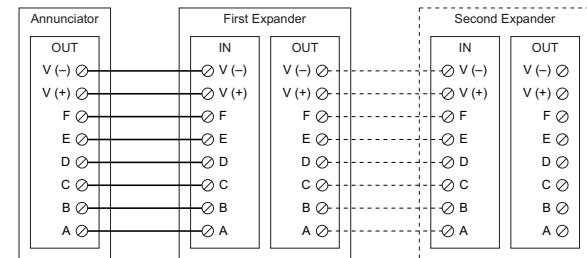 Annunciator First Expander Second Expander
OUT IN OUT IN OUT
V (–) V (–) V (–) V (–) V (–)
V (+) V (+) V (+) V (+) V (+)
F F F F F
E E E E E
D D D D D
C C C C C
B B B B B
A A A A A